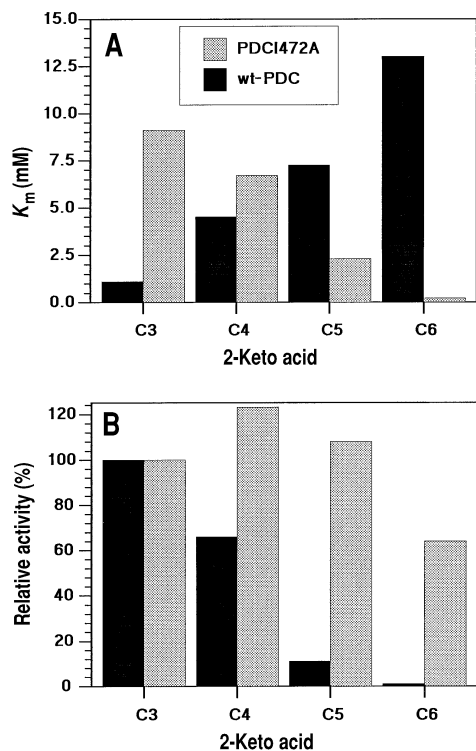 A
PDCI472A
wt-PDC
15.0
12.5
10.0
7.5
5.0
2.5
0.0
Km (mM)
C3 C4 C5 C6
2-Keto acid
B
120
100
80
60
40
20
0
Relative activity (%)
C3 C4 C5 C6
2-Keto acid